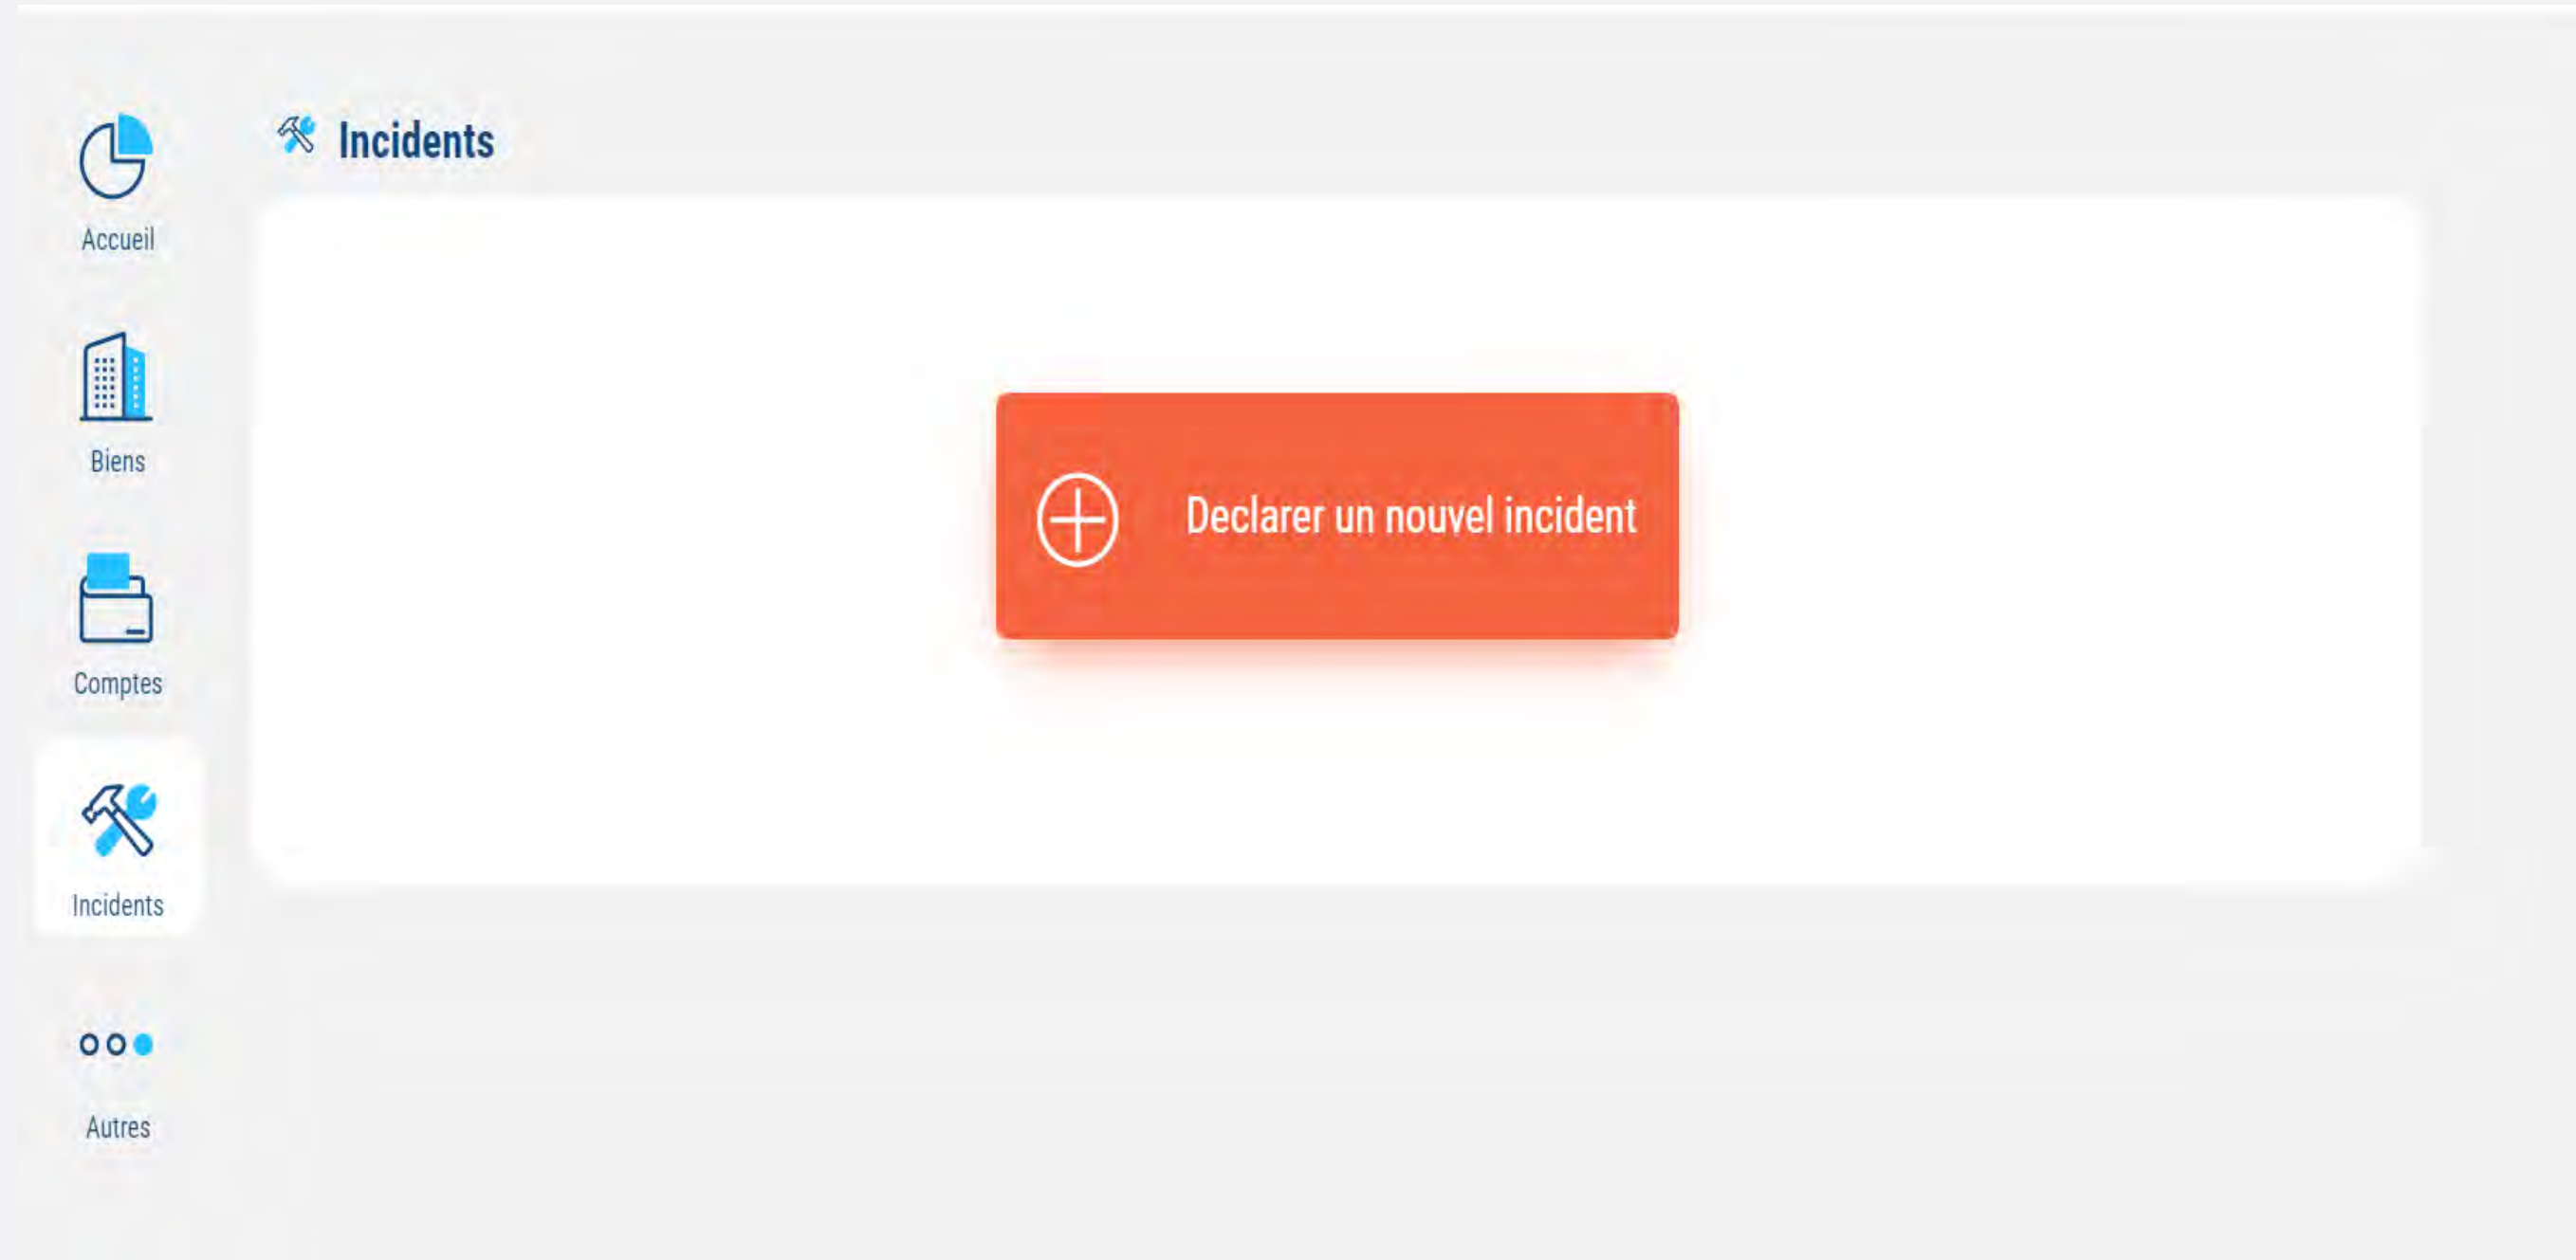 Incidents
Accueil
Biens
Comptes
Incidents
Autres
Declarer un nouvel incident